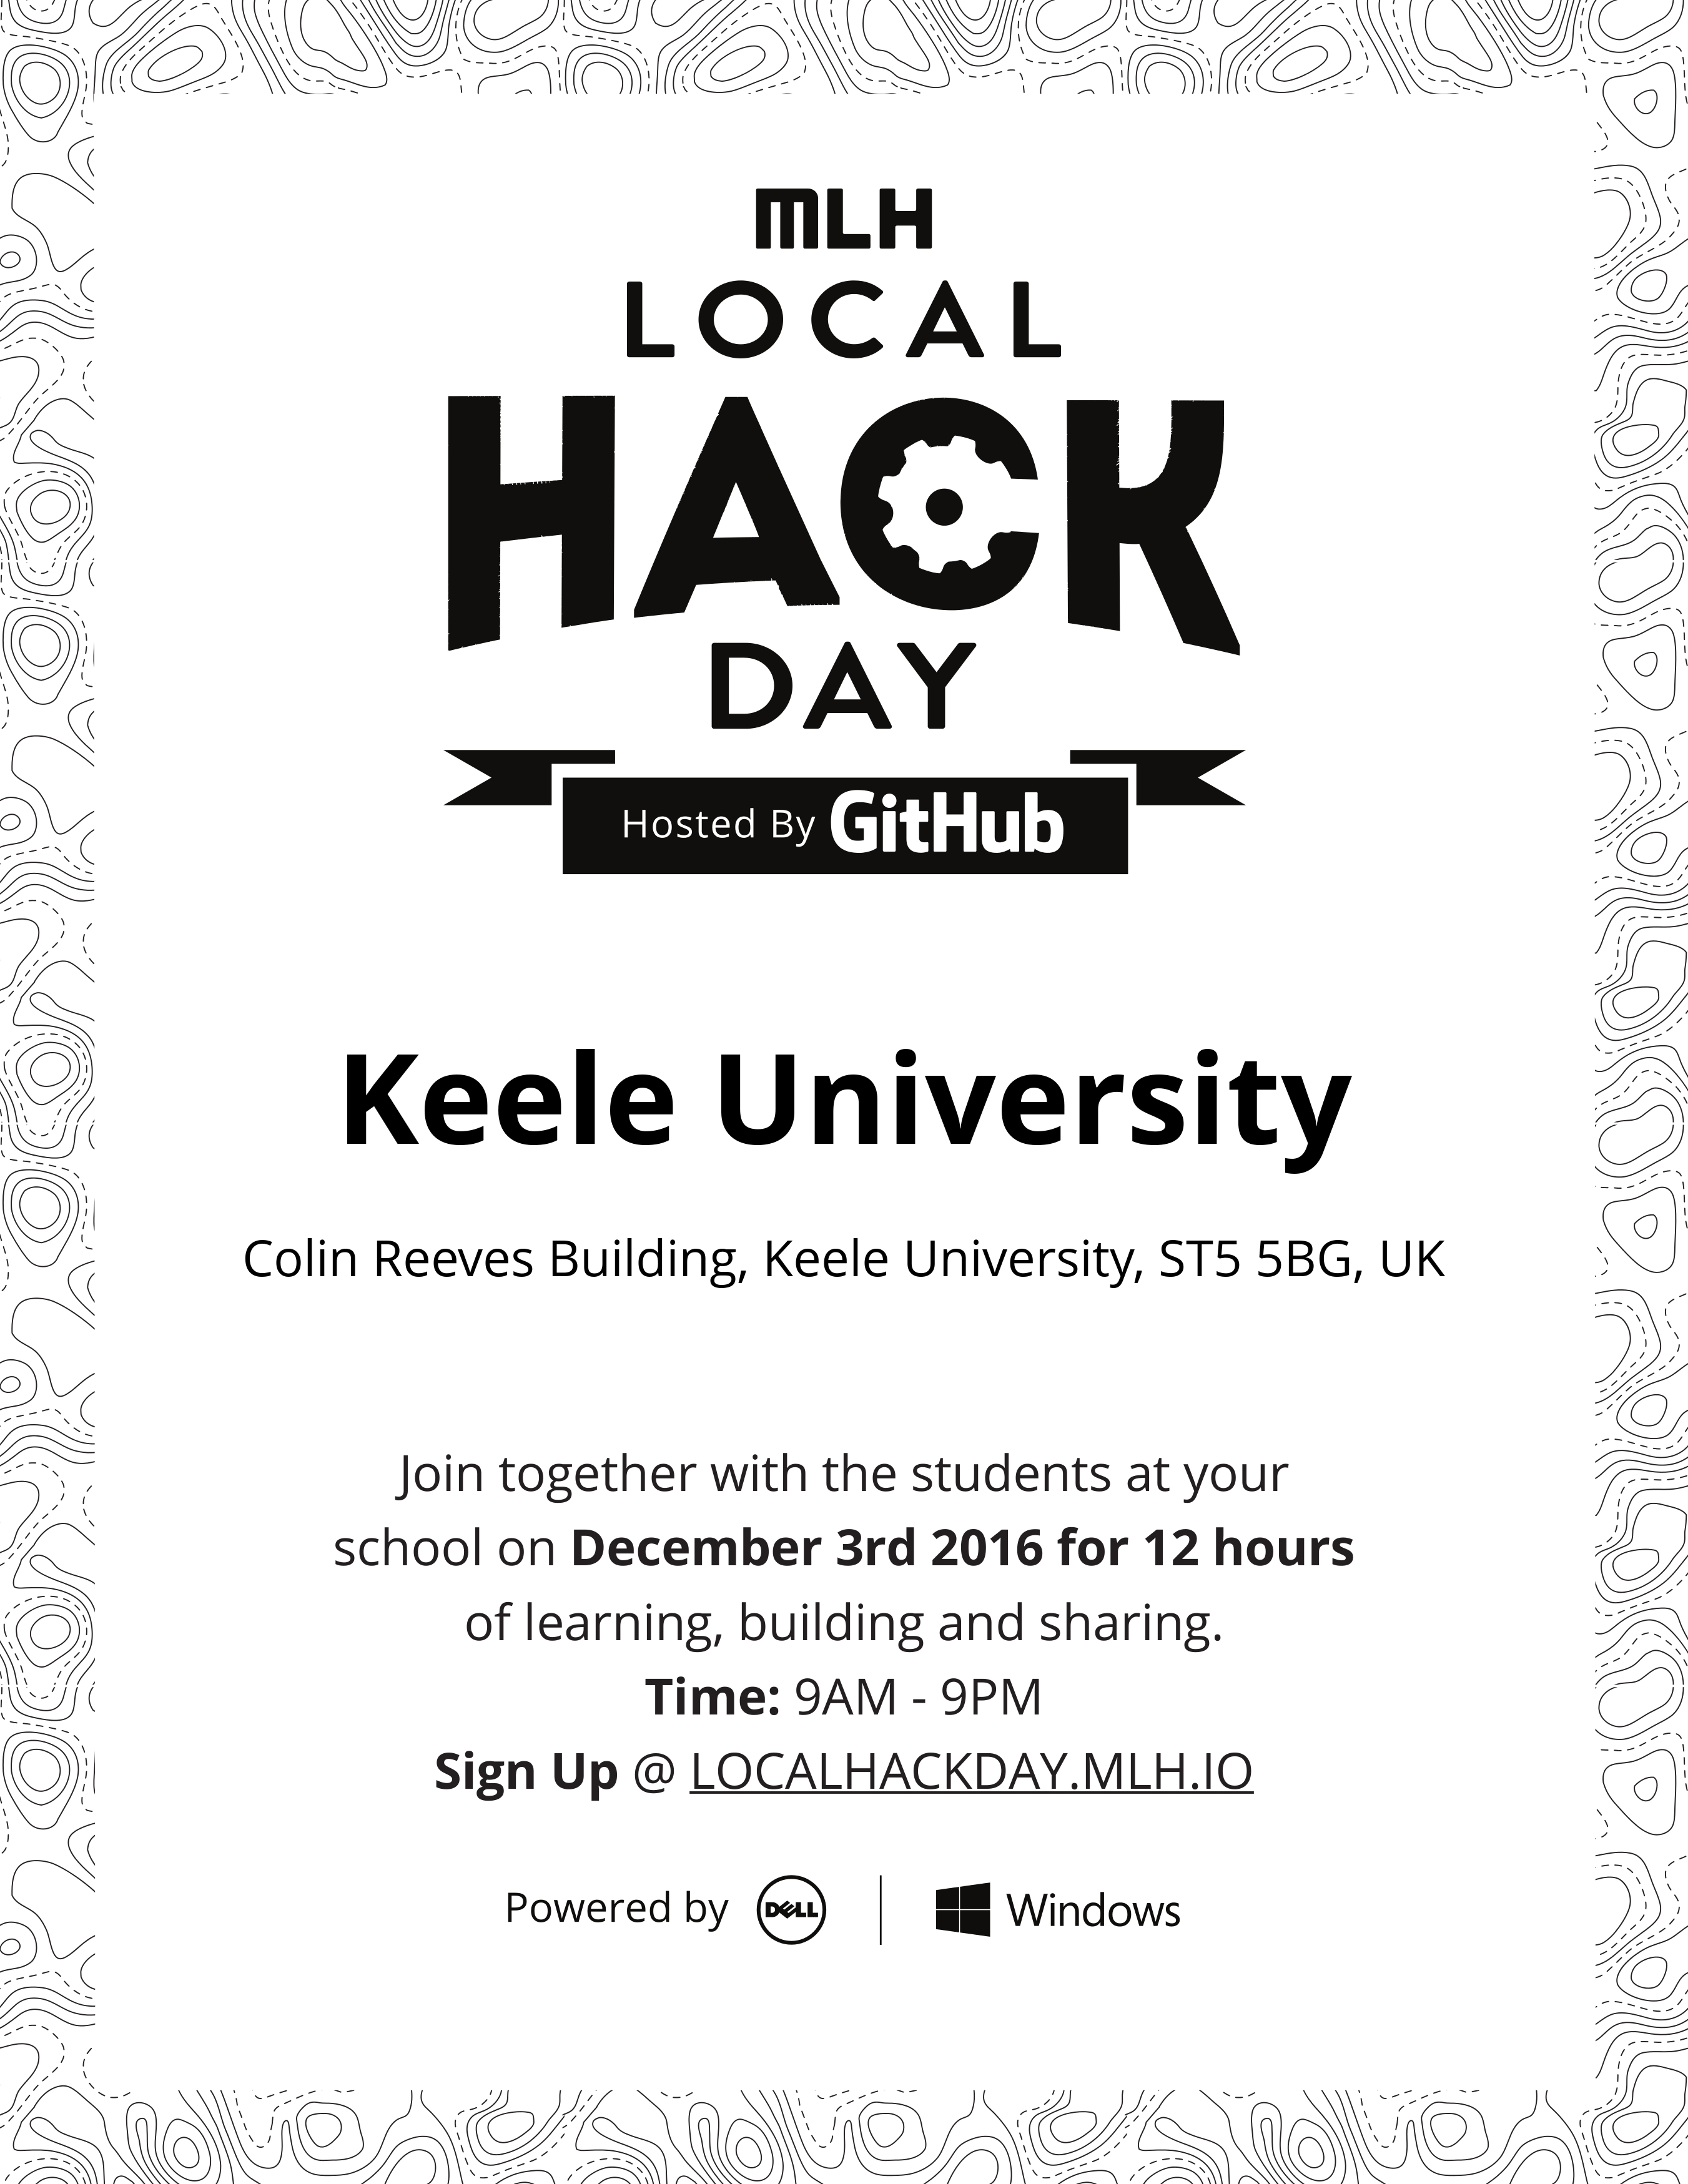 MLH
LOCAL
HACK
DAY
Hosted By GitHub
Keele University
Colin Reeves Building, Keele University, ST5 5BG, UK
Join together with the students at your
school on December 3rd 2016 for 12 hours
of learning, building and sharing.
Time: 9AM - 9PM
Sign Up @ LOCALHACKDAY.MLH.IO
Powered by DELL | Windows